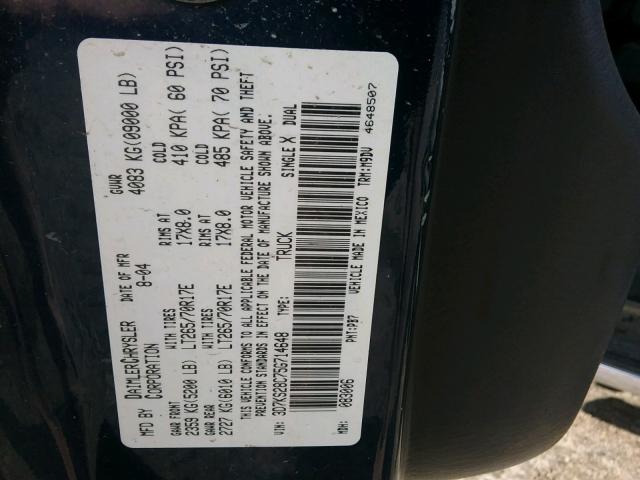 MFD BY DAIMLERCHRYSLER CORPORATION DATE OF MFR 8-04 GVWR 4083 KG(09000 LB)
GAWR FRONT WITH TIRES RIMS AT COLD
2359 KG(5200 LB) LT265/70R17E 17X8.0 410 KPA( 60 PSI)
GAWR REAR WITH TIRES RIMS AT COLD
2727 KG(6010 LB) LT265/70R17E 17X8.0 485 KPA( 70 PSI)
THIS VEHICLE CONFORMS TO ALL APPLICABLE FEDERAL MOTOR VEHICLE SAFETY AND THEFT
PREVENTION STANDARDS IN EFFECT ON THE DATE OF MANUFACTURE SHOWN ABOVE.
VIN: 3D7KS28C75G714648 TYPE: TRUCK SINGLE X DUAL
MDH: 083006 PNT:PB7 VEHICLE MADE IN MEXICO TRM:M9DV 4648507